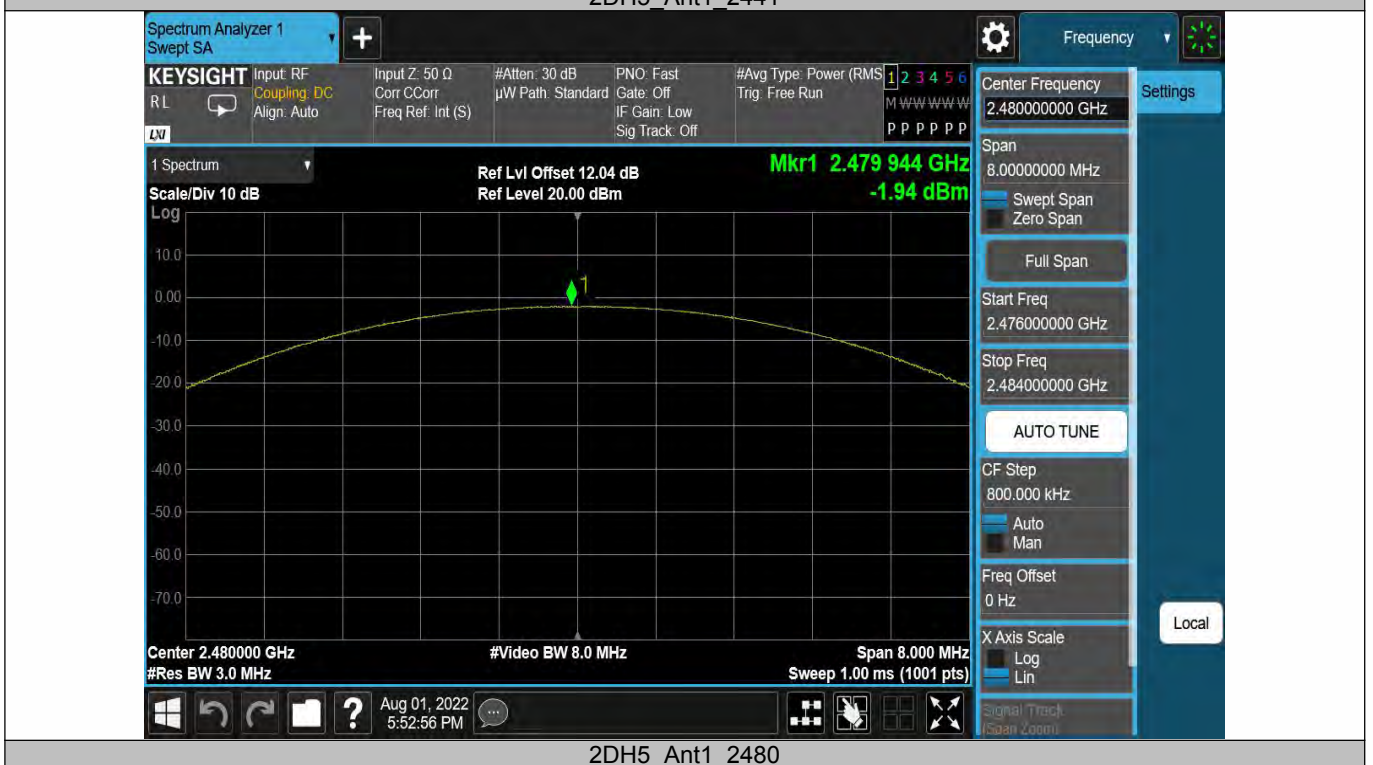 2DH5_Ant1_2441
Spectrum Analyzer 1
Swept SA
Frequency
KEYSIGHT
RL
LXI
Input: RF
Coupling: DC
Align: Auto
Input Z: 50 Ω
Corr CCorr
Freq Ref: Int (S)
#Atten: 30 dB
µW Path: Standard
PNO: Fast
Gate: Off
IF Gain: Low
Sig Track: Off
#Avg Type: Power (RMS
Trig: Free Run
1 2 3 4 5 6
M W W W W W
P P P P P P
1 Spectrum
Scale/Div 10 dB
Log
Ref Lvl Offset 12.04 dB
Ref Level 20.00 dBm
Mkr1 2.479 944 GHz
-1.94 dBm
10.0
0.00
-10.0
-20.0
-30.0
-40.0
-50.0
-60.0
-70.0
1
Center 2.480000 GHz
#Res BW 3.0 MHz
#Video BW 8.0 MHz
Span 8.000 MHz
Sweep 1.00 ms (1001 pts)
Center Frequency
2.480000000 GHz
Settings
Span
8.00000000 MHz
Swept Span
Zero Span
Full Span
Start Freq
2.476000000 GHz
Stop Freq
2.484000000 GHz
AUTO TUNE
CF Step
800.000 kHz
Auto
Man
Freq Offset
0 Hz
X Axis Scale
Log
Lin
Local
Signal Track
(Span Zoom)
?
Aug 01, 2022
5:52:56 PM
2DH5_Ant1_2480